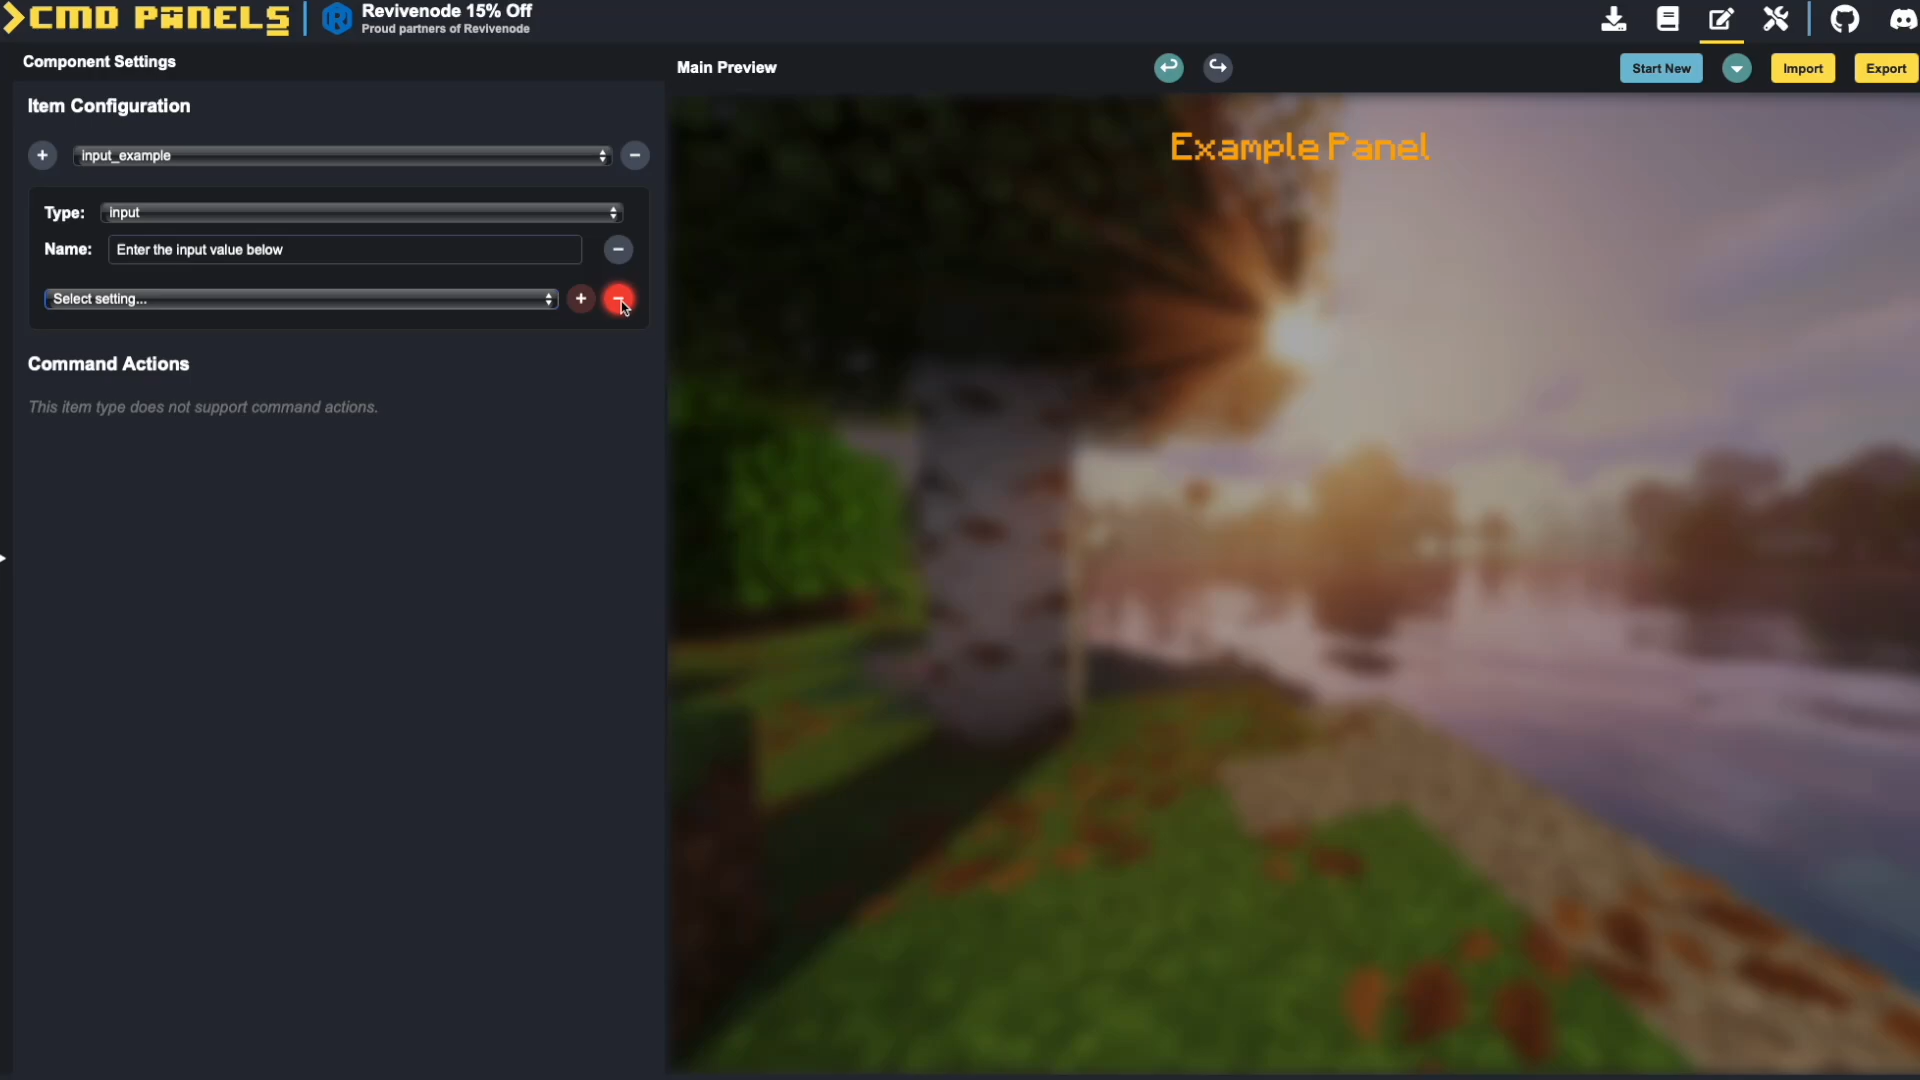 CMD PANELS
Revivenode 15% Off
Proud partners of Revivenode
Component Settings
Main Preview
Start New
Import
Export
Item Configuration
input_example
Type:
input
Name:
Enter the input value below
Select setting...
Command Actions
This item type does not support command actions.
Example Panel